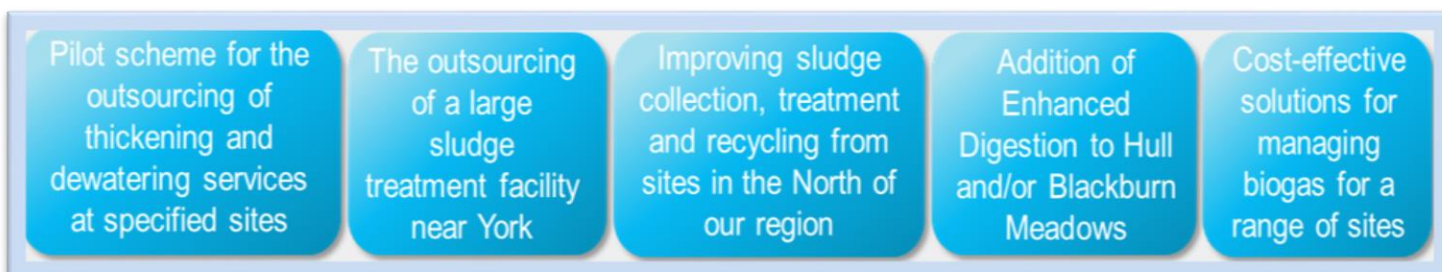 Pilot scheme for the
outsourcing of
thickening and
dewatering services
at specified sites
The outsourcing
of a large
sludge
treatment facility
near York
Improving sludge
collection, treatment
and recycling from
sites in the North of
our region
Addition of
Enhanced
Digestion to Hull
and/or Blackburn
Meadows
Cost-effective
solutions for
managing
biogas for a
range of sites